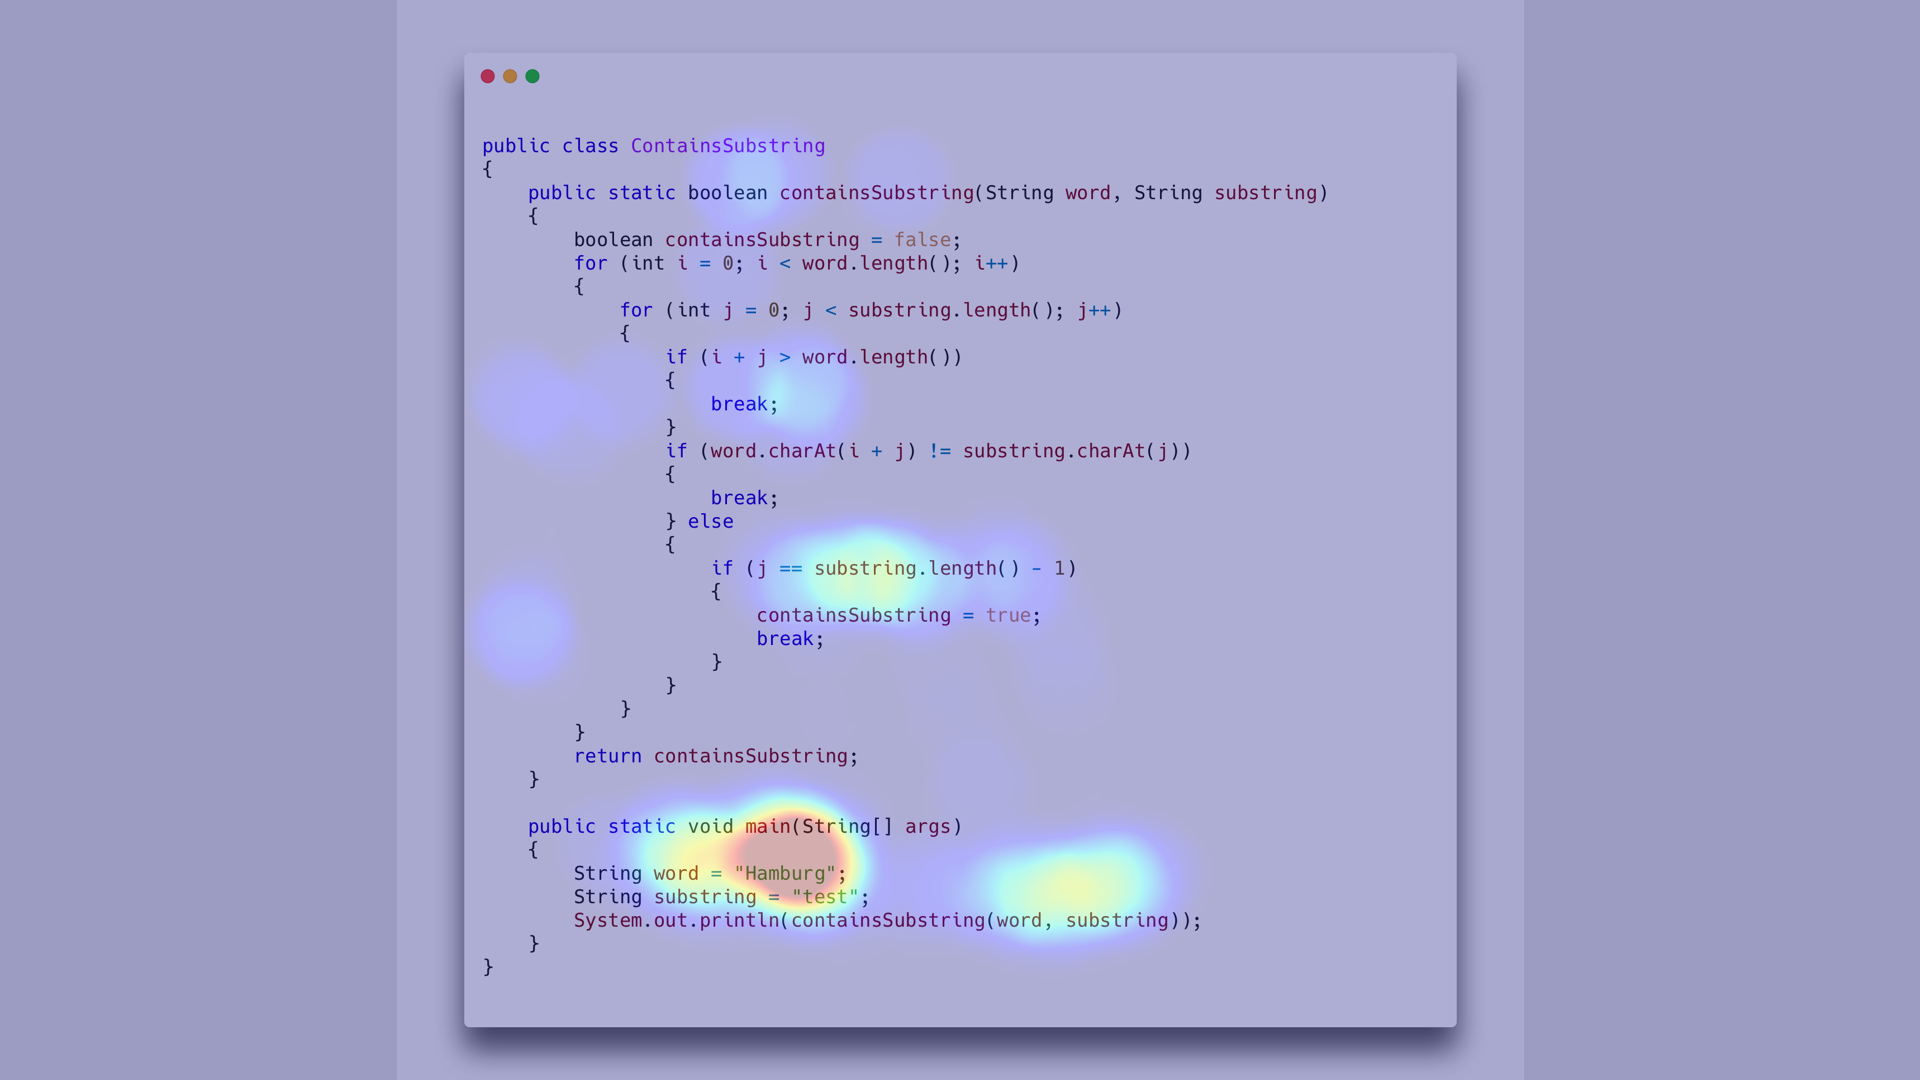 public class ContainsSubstring
{
    public static boolean containsSubstring(String word, String substring)
    {
        boolean containsSubstring = false;
        for (int i = 0; i < word.length(); i++)
        {
            for (int j = 0; j < substring.length(); j++)
            {
                if (i + j > word.length())
                {
                    break;
                }
                if (word.charAt(i + j) != substring.charAt(j))
                {
                    break;
                } else
                {
                    if (j == substring.length() - 1)
                    {
                        containsSubstring = true;
                        break;
                    }
                }
            }
        }
        return containsSubstring;
    }

    public static void main(String[] args)
    {
        String word = "Hamburg";
        String substring = "test";
        System.out.println(containsSubstring(word, substring));
    }
}